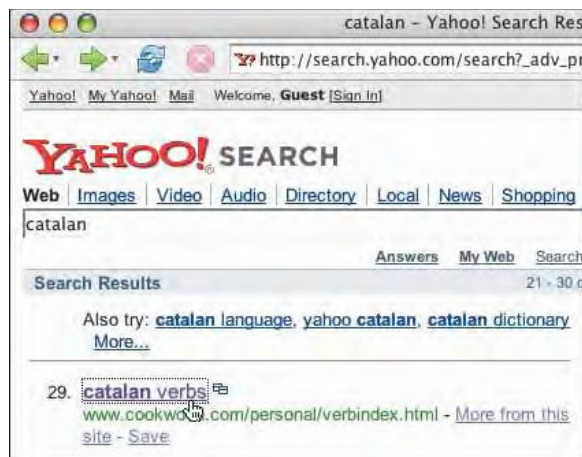 catalan – Yahoo! Search Res
http://search.yahoo.com/search?_adv_pr
Yahoo! My Yahoo! Mail Welcome, Guest [Sign In]
YAHOO! SEARCH
Web Images Video Audio Directory Local News Shopping
catalan
Answers My Web Search
Search Results 21 - 30
Also try: catalan language, yahoo catalan, catalan dictionary
More...
29. catalan verbs
.com/personal/verbindex.html - More from this
site - Save